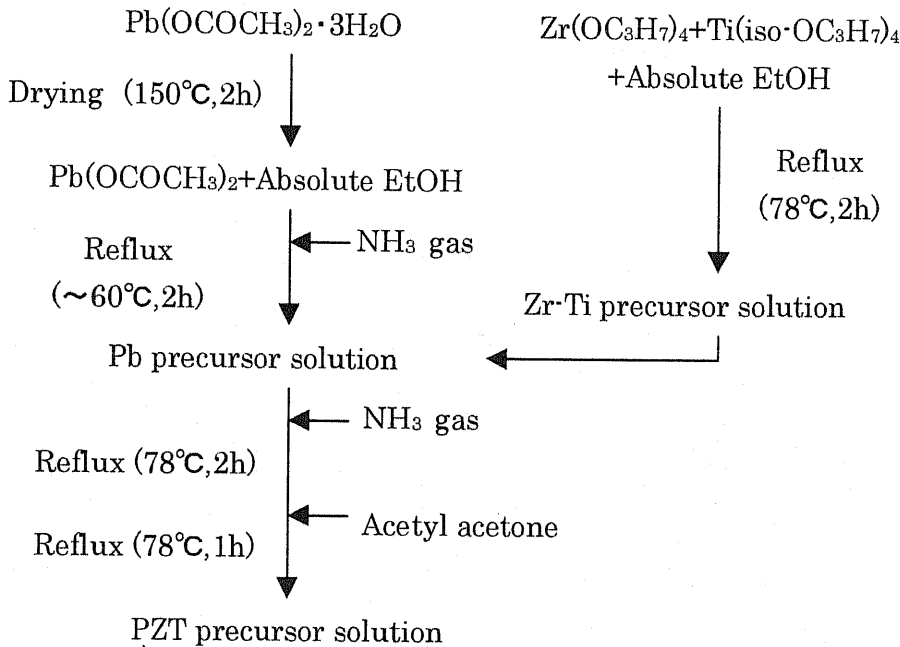 Pb(OCOCH₃)₂·3H₂O
Drying (150℃,2h)
Pb(OCOCH₃)₂+Absolute EtOH
Reflux
(～60℃,2h)
NH₃ gas
Zr(OC₃H₇)₄+Ti(iso·OC₃H₇)₄
+Absolute EtOH
Reflux
(78℃,2h)
Zr·Ti precursor solution
Pb precursor solution
NH₃ gas
Reflux (78℃,2h)
Acetyl acetone
Reflux (78℃,1h)
PZT precursor solution